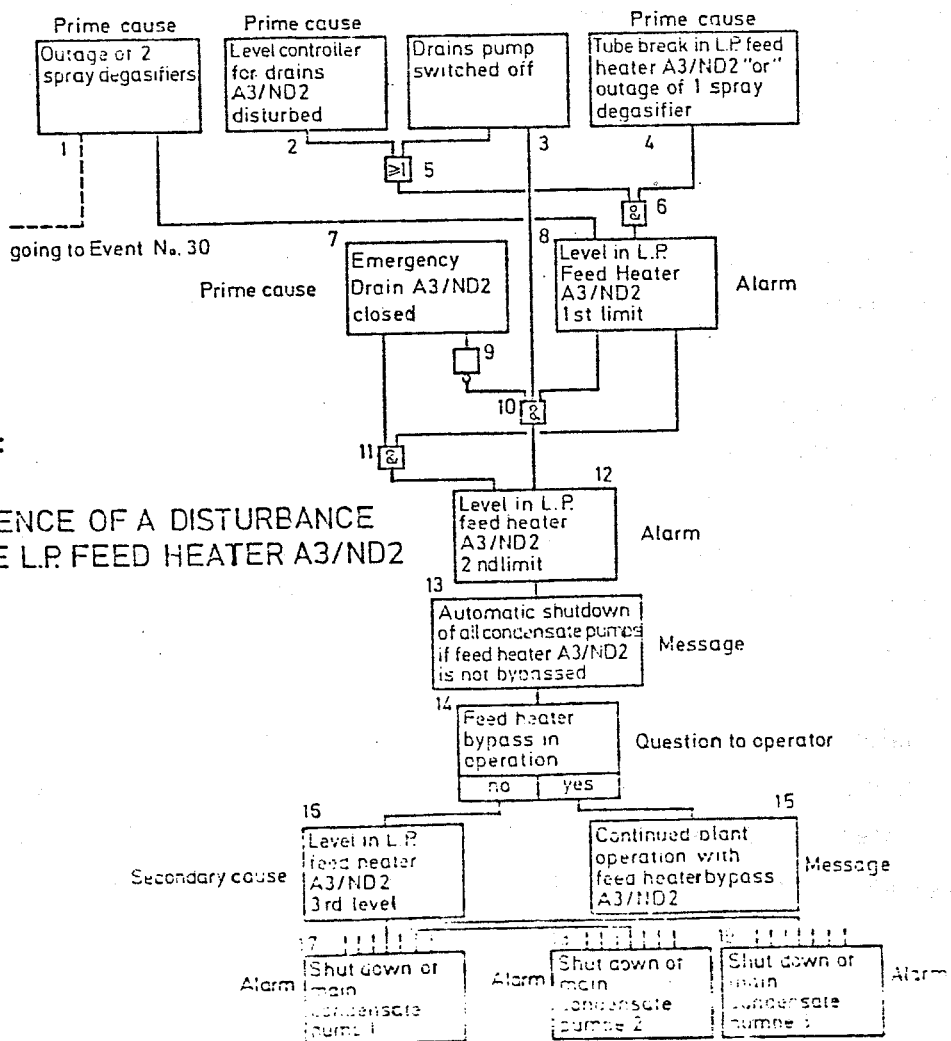 Prime cause
Prime cause
Prime cause
Outage of 2
spray degasifiers
Level controller
for drains
A3/ND2
disturbed
Drains pump
switched off
Tube break in L.P. feed
heater A3/ND2 "or"
outage of 1 spray
degasifier
1
2
3
4
≥1
5
&
6
going to Event No. 30
7
8
Prime cause
Emergency
Drain A3/ND2
closed
Level in L.P.
Feed Heater
A3/ND2
1st limit
Alarm
9
10
&
11
&
:
ENCE OF A DISTURBANCE
E L.P. FEED HEATER A3/ND2
12
Level in L.P.
feed heater
A3/ND2
2ndlimit
Alarm
13
Automatic shutdown
of all condensate pumps
if feed heater A3/ND2
is not bypassed
Message
14
Feed heater
bypass in
operation
Question to operator
no
yes
16
15
Secondary cause
Level in L.P.
feed heater
A3/ND2
3rd level
Continued plant
operation with
feed heater bypass
A3/ND2
Message
17
Alarm
Shut down of
main
condensate
pumpe 1
Alarm
Shut down of
main
condensate
pumpe 2
Shut down of
main
condensate
pumpe
Alarm